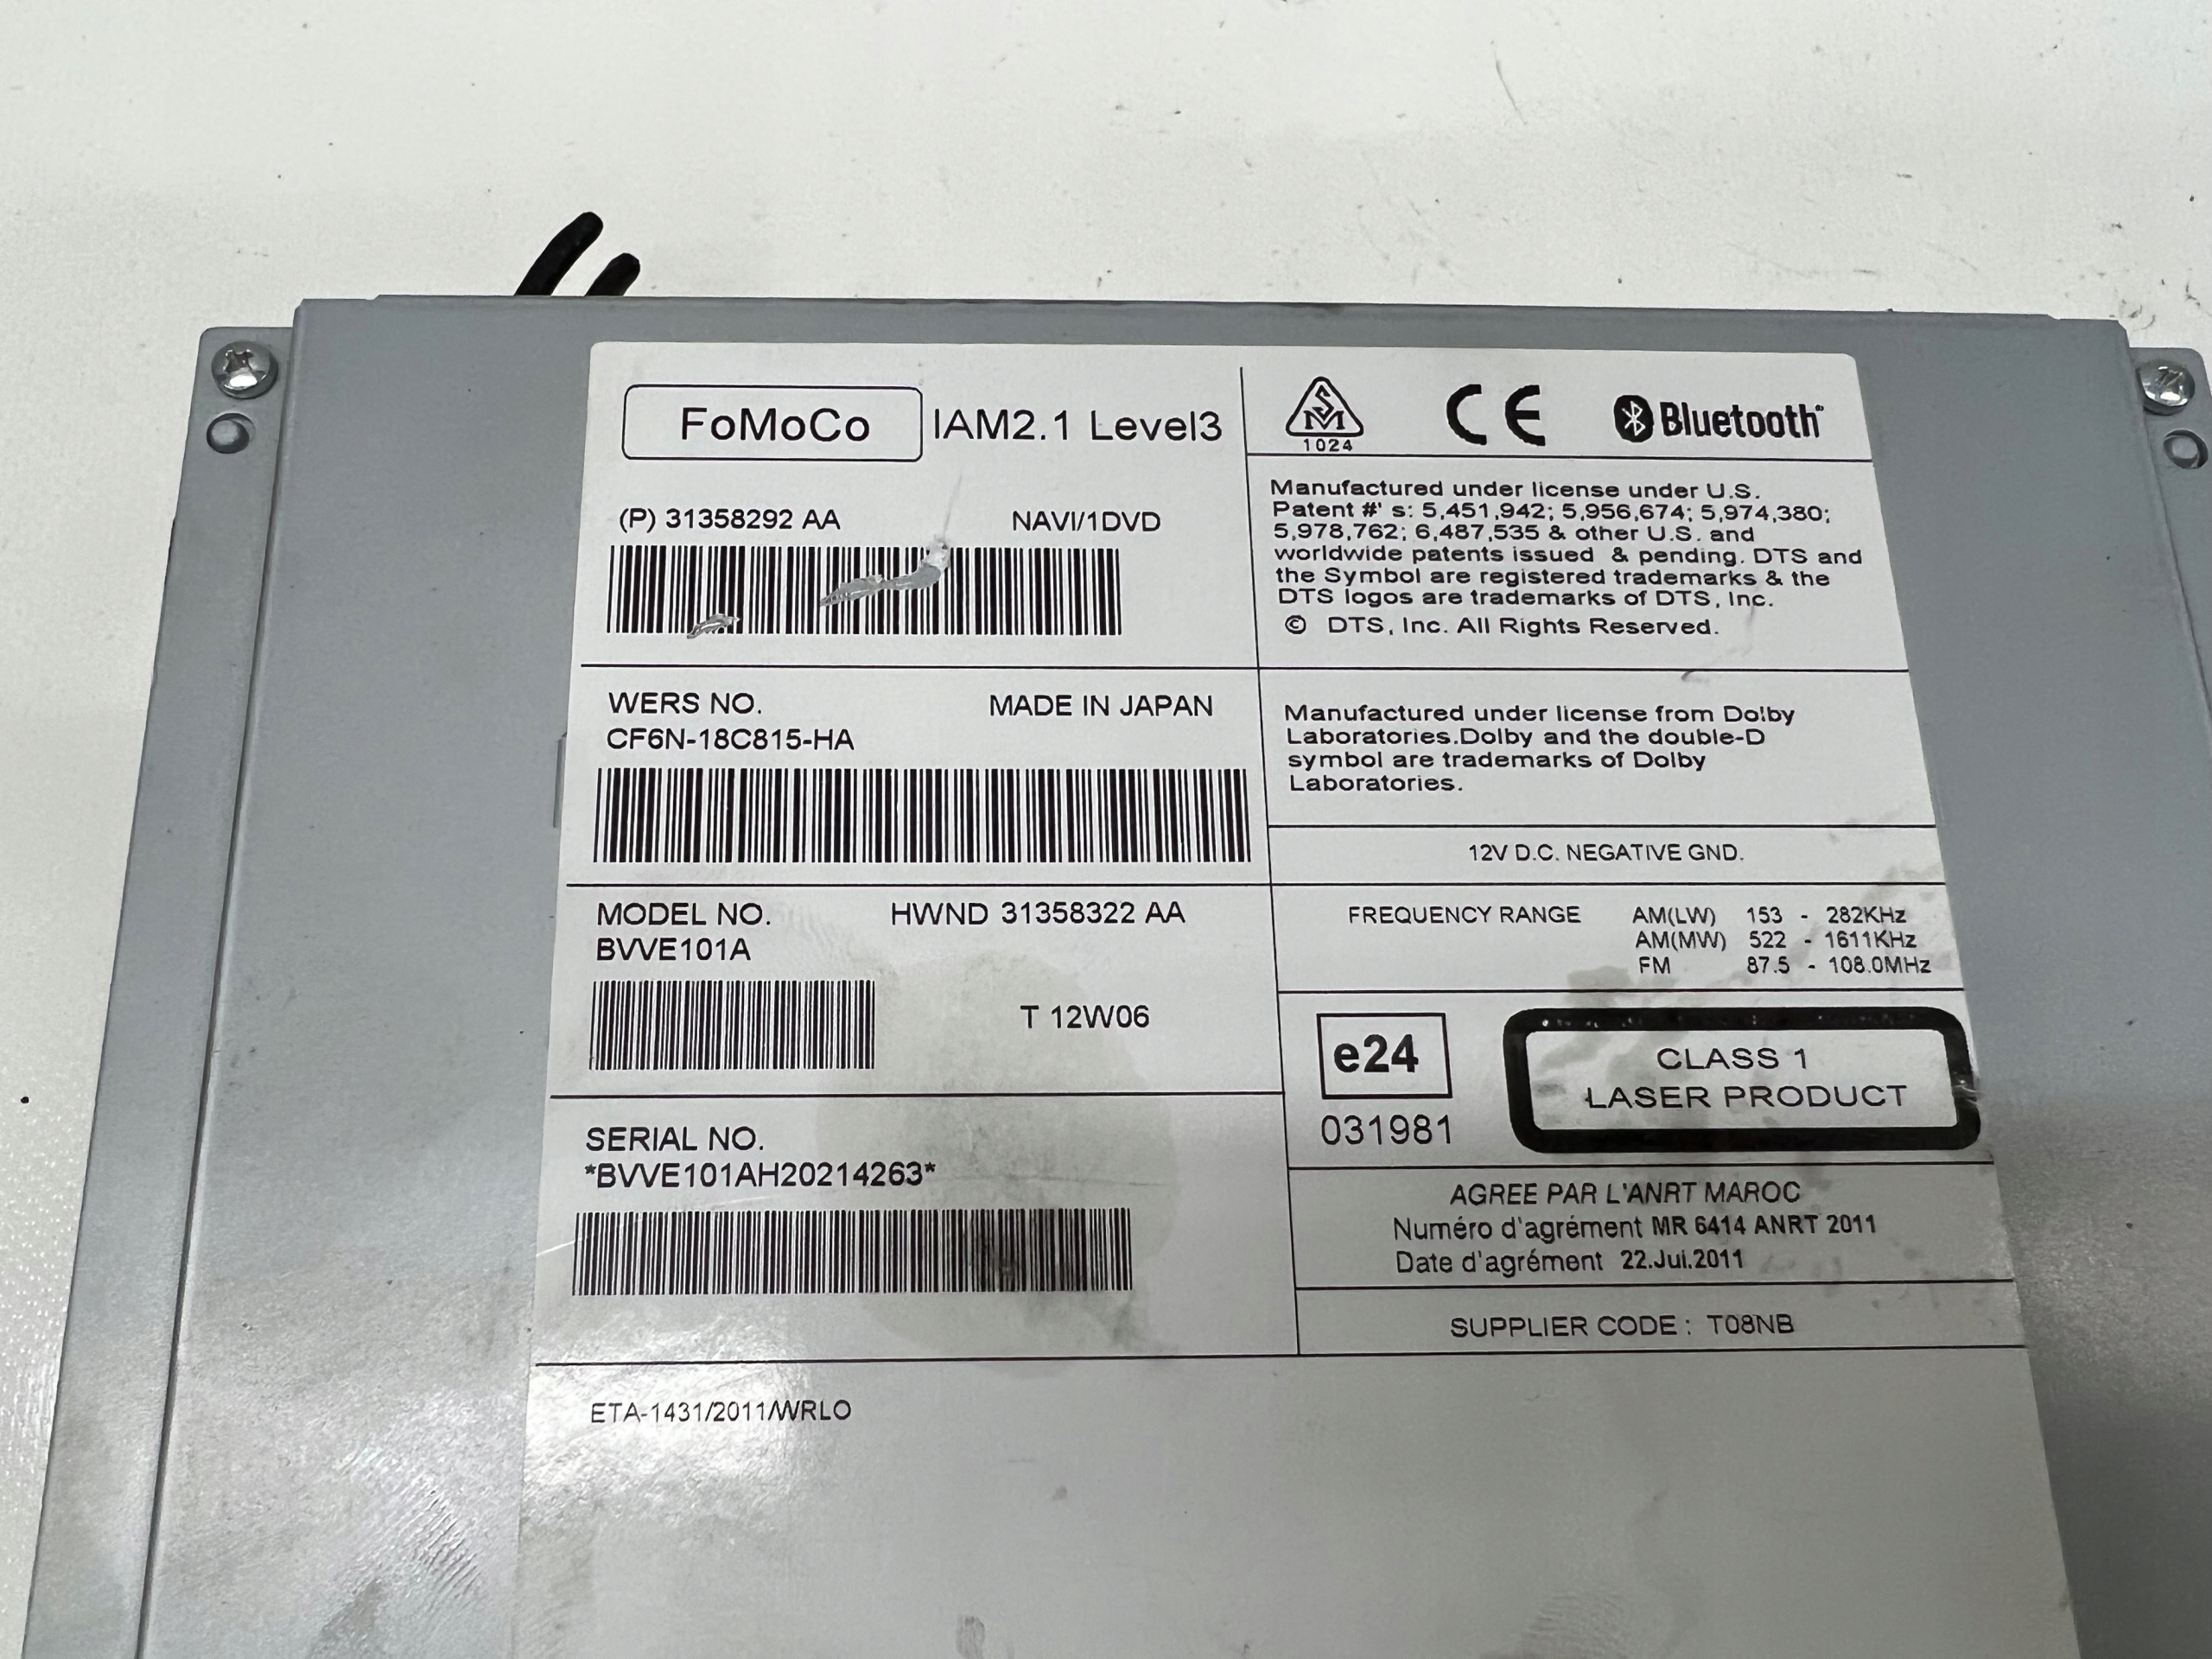 FoMoCo IAM2.1 Level3
(P) 31358292 AA NAVI/1DVD
WERS NO. MADE IN JAPAN
CF6N-18C815-HA
MODEL NO. HWND 31358322 AA
BVVE101A
T 12W06
SERIAL NO.
*BVVE101AH20214263*
ETA-1431/2011/WRLO
SM
1024
CE
Bluetooth®
Manufactured under license under U.S.
Patent #' s: 5,451,942; 5,956,674; 5,974,380;
5,978,762; 6,487,535 & other U.S. and
worldwide patents issued & pending. DTS and
the Symbol are registered trademarks & the
DTS logos are trademarks of DTS, Inc.
© DTS, Inc. All Rights Reserved.
Manufactured under license from Dolby
Laboratories.Dolby and the double-D
symbol are trademarks of Dolby
Laboratories.
12V D.C. NEGATIVE GND.
FREQUENCY RANGE AM(LW) 153 - 282KHz
AM(MW) 522 - 1611KHz
FM 87.5 - 108.0MHz
e24
031981
CLASS 1
LASER PRODUCT
AGREE PAR L'ANRT MAROC
Numéro d'agrément MR 6414 ANRT 2011
Date d'agrément 22.Jui.2011
SUPPLIER CODE : T08NB